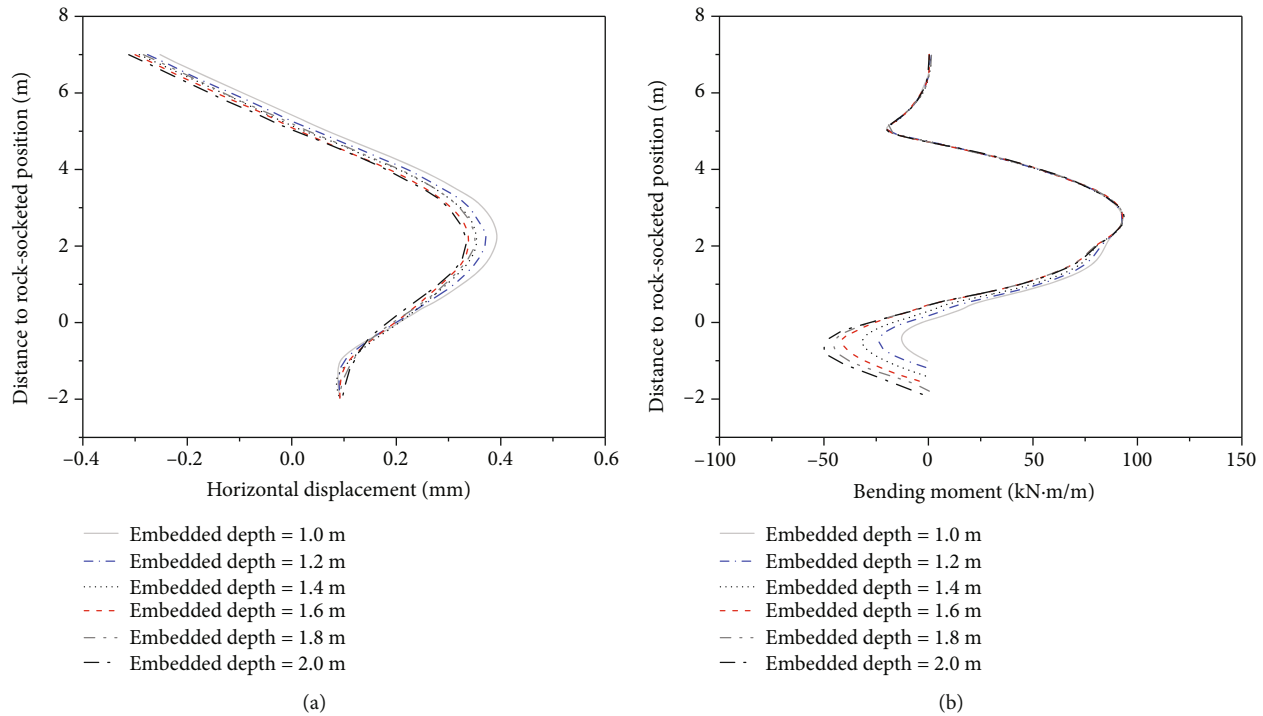 8
6
4
2
0
−2
Distance to rock-socketed position (m)
−0.4
−0.2
0.0
0.2
0.4
0.6
Horizontal displacement (mm)
Embedded depth = 1.0 m
Embedded depth = 1.2 m
Embedded depth = 1.4 m
Embedded depth = 1.6 m
Embedded depth = 1.8 m
Embedded depth = 2.0 m
(a)
8
6
4
2
0
−2
Distance to rock-socketed position (m)
−100
−50
0
50
100
150
Bending moment (kN·m/m)
Embedded depth = 1.0 m
Embedded depth = 1.2 m
Embedded depth = 1.4 m
Embedded depth = 1.6 m
Embedded depth = 1.8 m
Embedded depth = 2.0 m
(b)